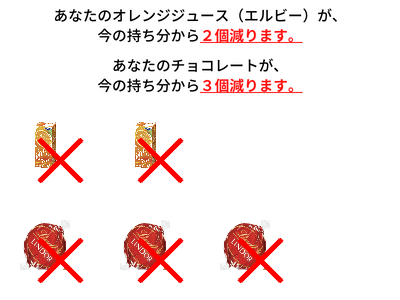 あなたのオレンジジュース（エルビー）が、
今の持ち分から２個減ります。
あなたのチョコレートが、
今の持ち分から３個減ります。
LINDOR
LINDOR
LINDOR